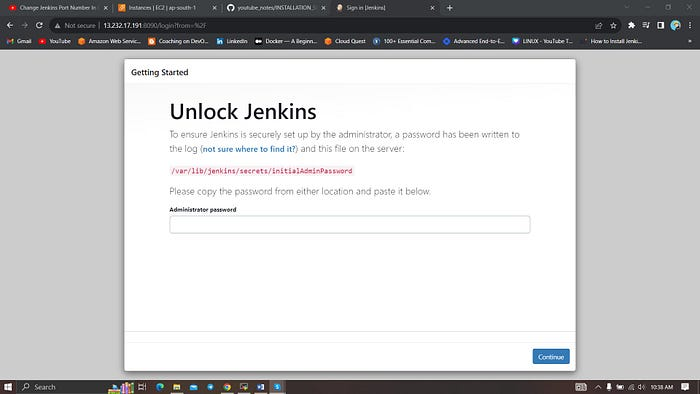 Change Jenkins Port Number In
Instances | EC2 | ap-south-1
youtube_notes/INSTALLATION_S
Sign in [Jenkins]
Not secure | 13.232.17.191:8090/login?from=%2F
Gmail
YouTube
Amazon Web Servic...
Coaching on DevO...
LinkedIn
Docker — A Beginn...
Cloud Quest
100+ Essential Com...
Advanced End-to-E...
LINUX - YouTube T...
How to Install Jenki...
Getting Started
Unlock Jenkins
To ensure Jenkins is securely set up by the administrator, a password has been written to
the log (not sure where to find it?) and this file on the server:
/var/lib/jenkins/secrets/initialAdminPassword
Please copy the password from either location and paste it below.
Administrator password
Continue
Search
10:38 AM